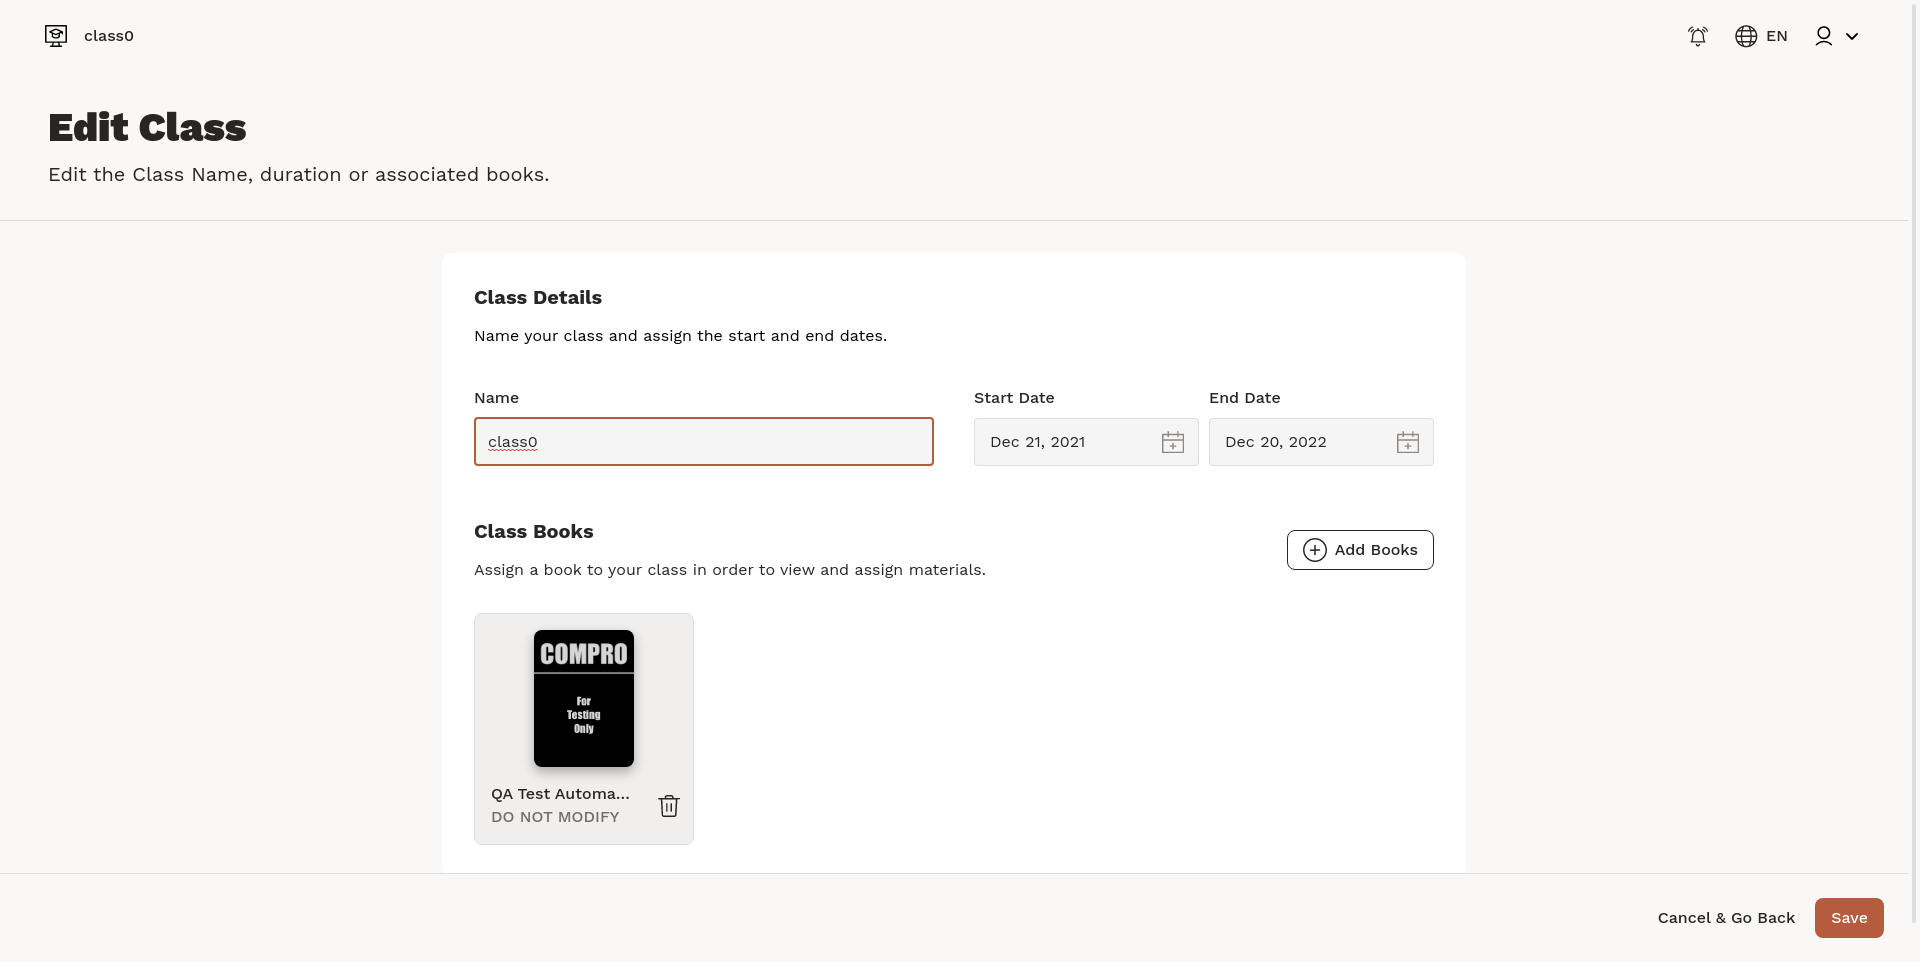 class0
EN
Edit Class
Edit the Class Name, duration or associated books.
Class Details
Name your class and assign the start and end dates.
Name
Start Date
End Date
class0
Dec 21, 2021
Dec 20, 2022
Class Books
Add Books
Assign a book to your class in order to view and assign materials.
COMPRO
For
Testing
Only
QA Test Automa...
DO NOT MODIFY
Cancel & Go Back
Save